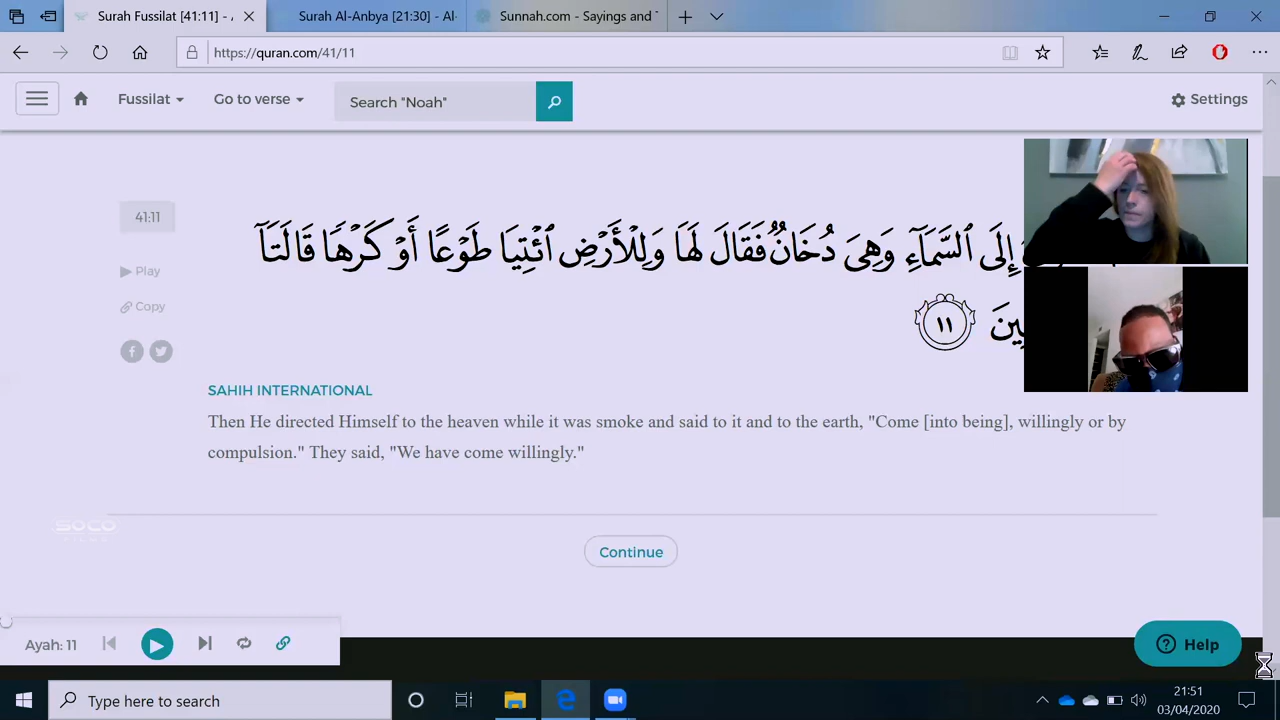 Surah Fussilat [41:11] - A
Surah Al-Anbya [21:30] - Al-
Sunnah.com - Sayings and T
https://quran.com/41/11
Fussilat
Go to verse
Search "Noah"
Settings
41:11
إِلَى ٱلسَّمَآءِ وَهِىَ دُخَانٌ فَقَالَ لَهَا وَلِلْأَرْضِ ٱئْتِيَا طَوْعًا أَوْ كَرْهًا قَالَتَآ
Play
Copy
ينَ ١١
SAHIH INTERNATIONAL
Then He directed Himself to the heaven while it was smoke and said to it and to the earth, "Come [into being], willingly or by
compulsion." They said, "We have come willingly."
SOCO
FILMS
Continue
Ayah: 11
Help
Type here to search
21:51
03/04/2020